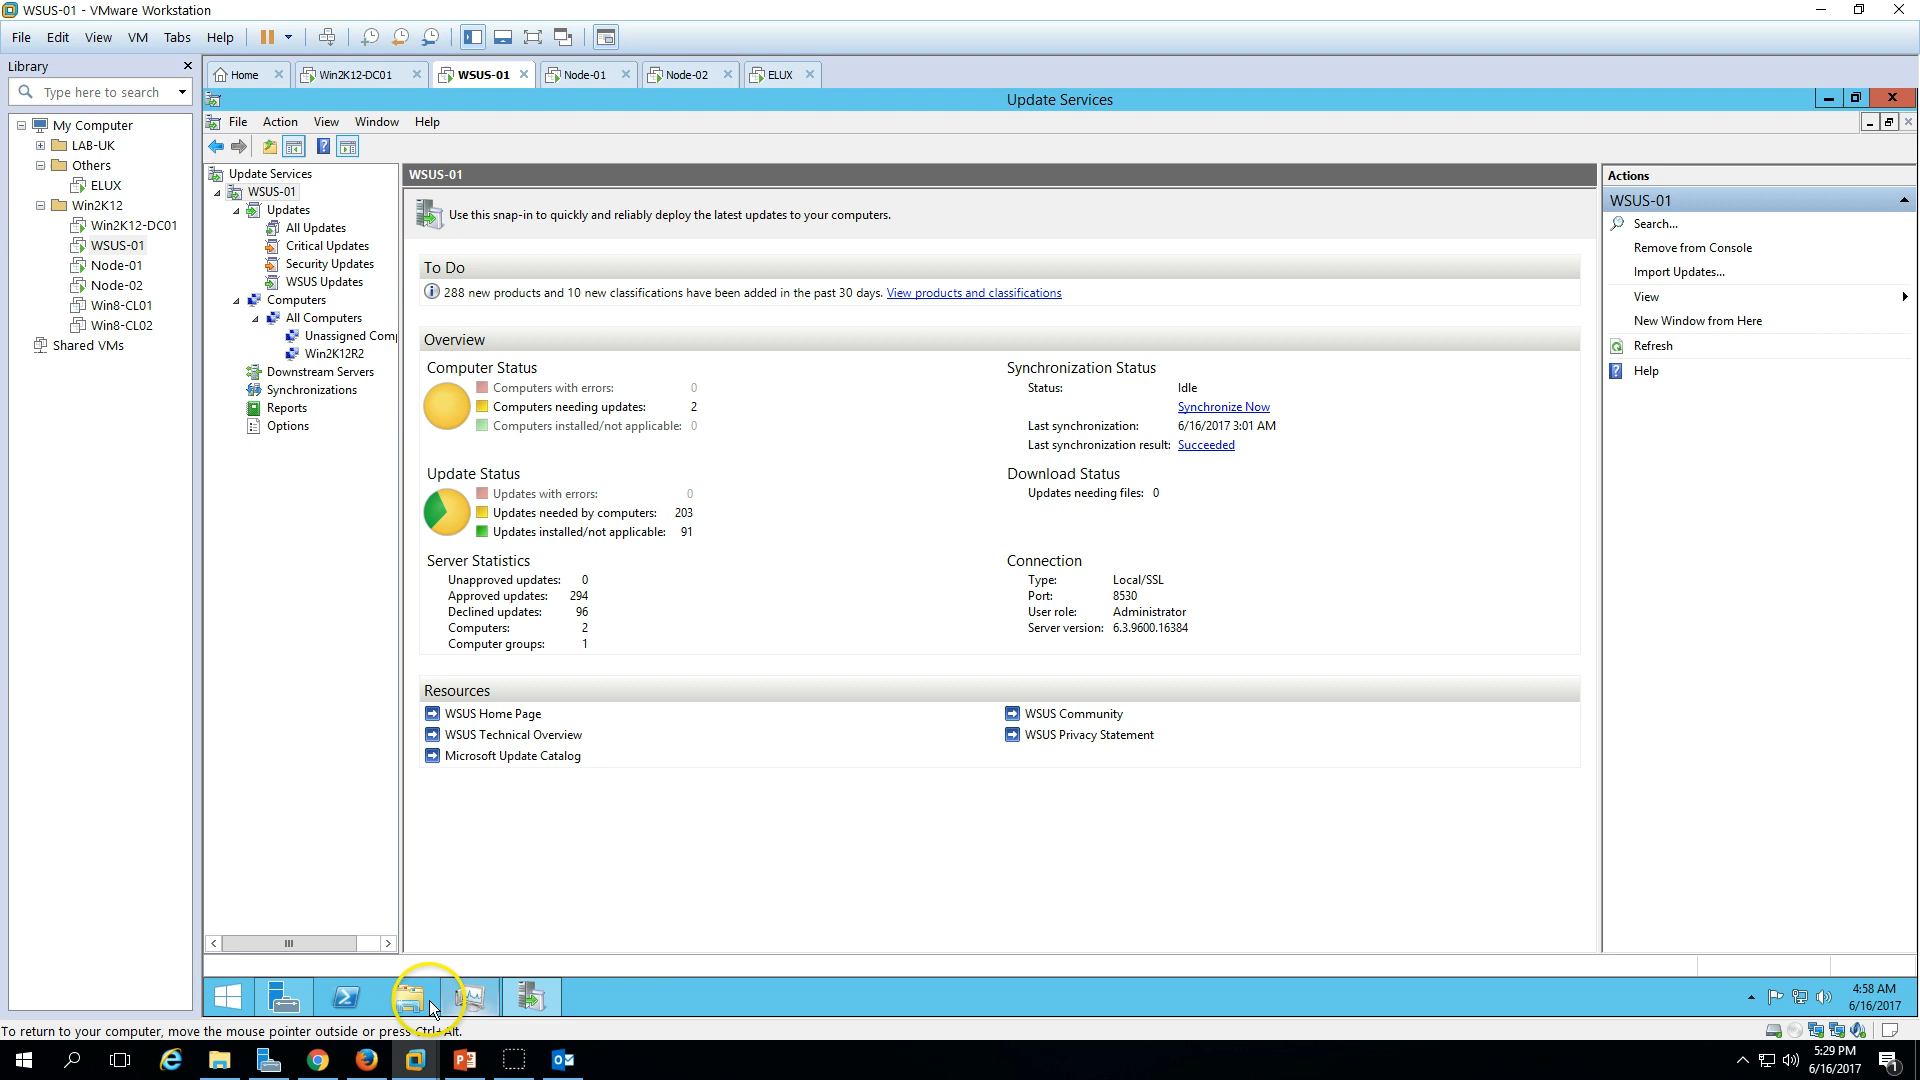 WSUS-01 - VMware Workstation
File Edit View VM Tabs Help
Library
Type here to search
My Computer
LAB-UK
Others
ELUX
Win2K12
Win2K12-DC01
WSUS-01
Node-01
Node-02
Win8-CL01
Win8-CL02
Shared VMs
Home Win2K12-DC01 WSUS-01 Node-01 Node-02 ELUX
Update Services
File Action View Window Help
Update Services
WSUS-01
Updates
All Updates
Critical Updates
Security Updates
WSUS Updates
Computers
All Computers
Unassigned Comp
Win2K12R2
Downstream Servers
Synchronizations
Reports
Options
WSUS-01
Use this snap-in to quickly and reliably deploy the latest updates to your computers.
To Do
288 new products and 10 new classifications have been added in the past 30 days. View products and classifications
Overview
Computer Status
Computers with errors: 0
Computers needing updates: 2
Computers installed/not applicable: 0
Update Status
Updates with errors: 0
Updates needed by computers: 203
Updates installed/not applicable: 91
Server Statistics
Unapproved updates: 0
Approved updates: 294
Declined updates: 96
Computers: 2
Computer groups: 1
Synchronization Status
Status: Idle
Synchronize Now
Last synchronization: 6/16/2017 3:01 AM
Last synchronization result: Succeeded
Download Status
Updates needing files: 0
Connection
Type: Local/SSL
Port: 8530
User role: Administrator
Server version: 6.3.9600.16384
Resources
WSUS Home Page
WSUS Technical Overview
Microsoft Update Catalog
WSUS Community
WSUS Privacy Statement
Actions
WSUS-01
Search...
Remove from Console
Import Updates...
View
New Window from Here
Refresh
Help
4:58 AM
6/16/2017
To return to your computer, move the mouse pointer outside or press Ctrl+Alt.
5:29 PM
6/16/2017
1